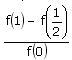 f(1) − f(1/2)
f(0)